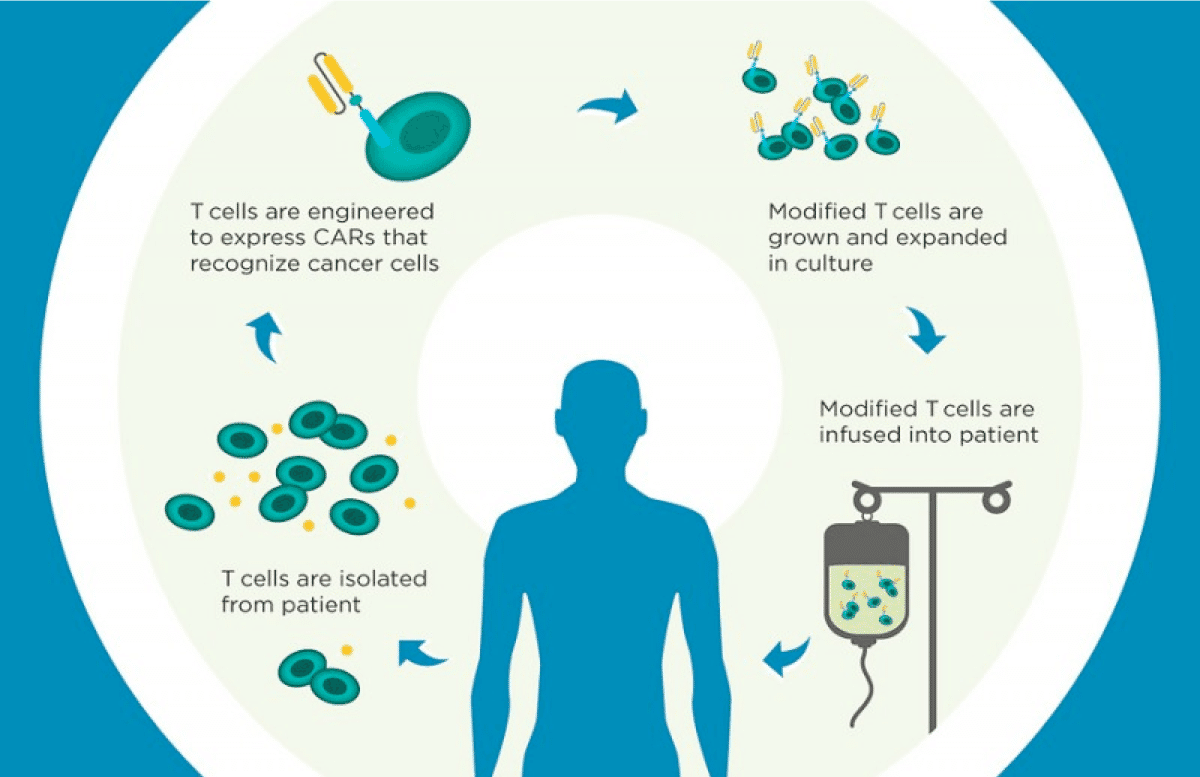 T cells are engineered
to express CARs that
recognize cancer cells
Modified T cells are
grown and expanded
in culture
Modified T cells are
infused into patient
T cells are isolated
from patient